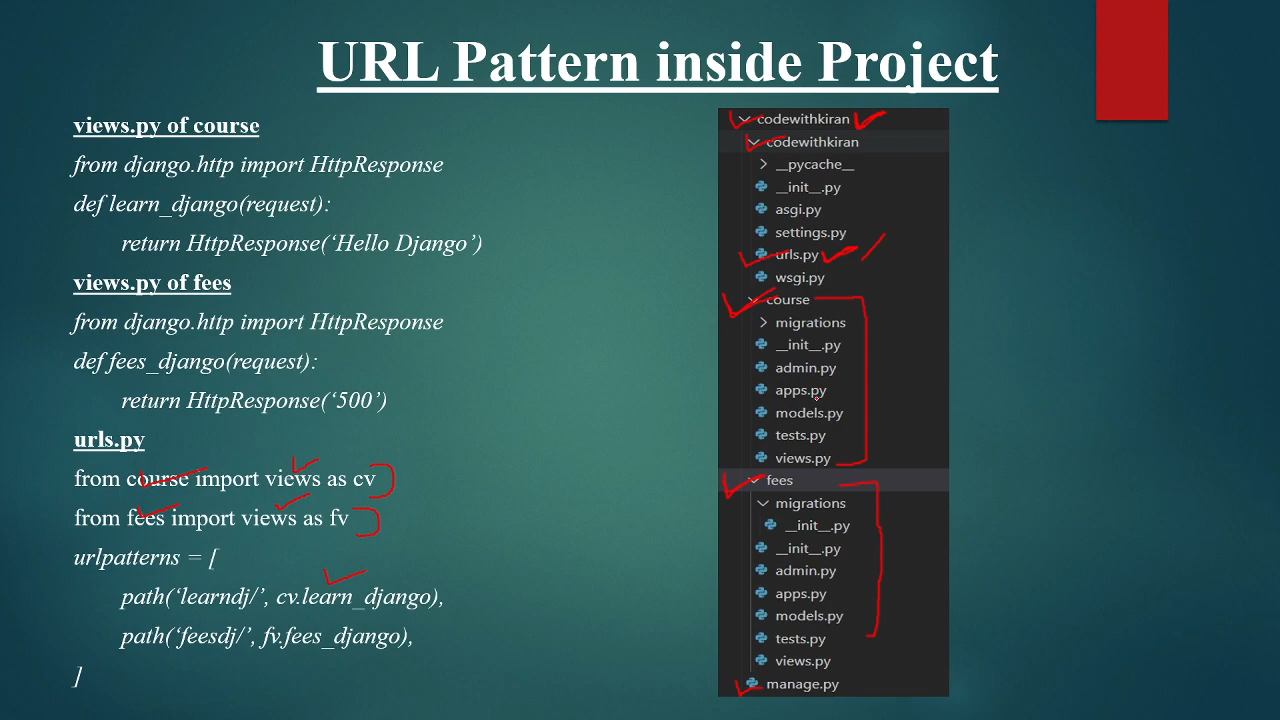 URL Pattern inside Project
views.py of course
from django.http import HttpResponse
def learn_django(request):
return HttpResponse(‘Hello Django’)
views.py of fees
from django.http import HttpResponse
def fees_django(request):
return HttpResponse(‘500’)
urls.py
from course import views as cv
from fees import views as fv
urlpatterns = [
path(‘learndj/’, cv.learn_django),
path(‘feesdj/’, fv.fees_django),
]
codewithkiran
codewithkiran
__pycache__
__init__.py
asgi.py
settings.py
urls.py
wsgi.py
course
migrations
__init__.py
admin.py
apps.py
models.py
tests.py
views.py
fees
migrations
__init__.py
__init__.py
admin.py
apps.py
models.py
tests.py
views.py
manage.py